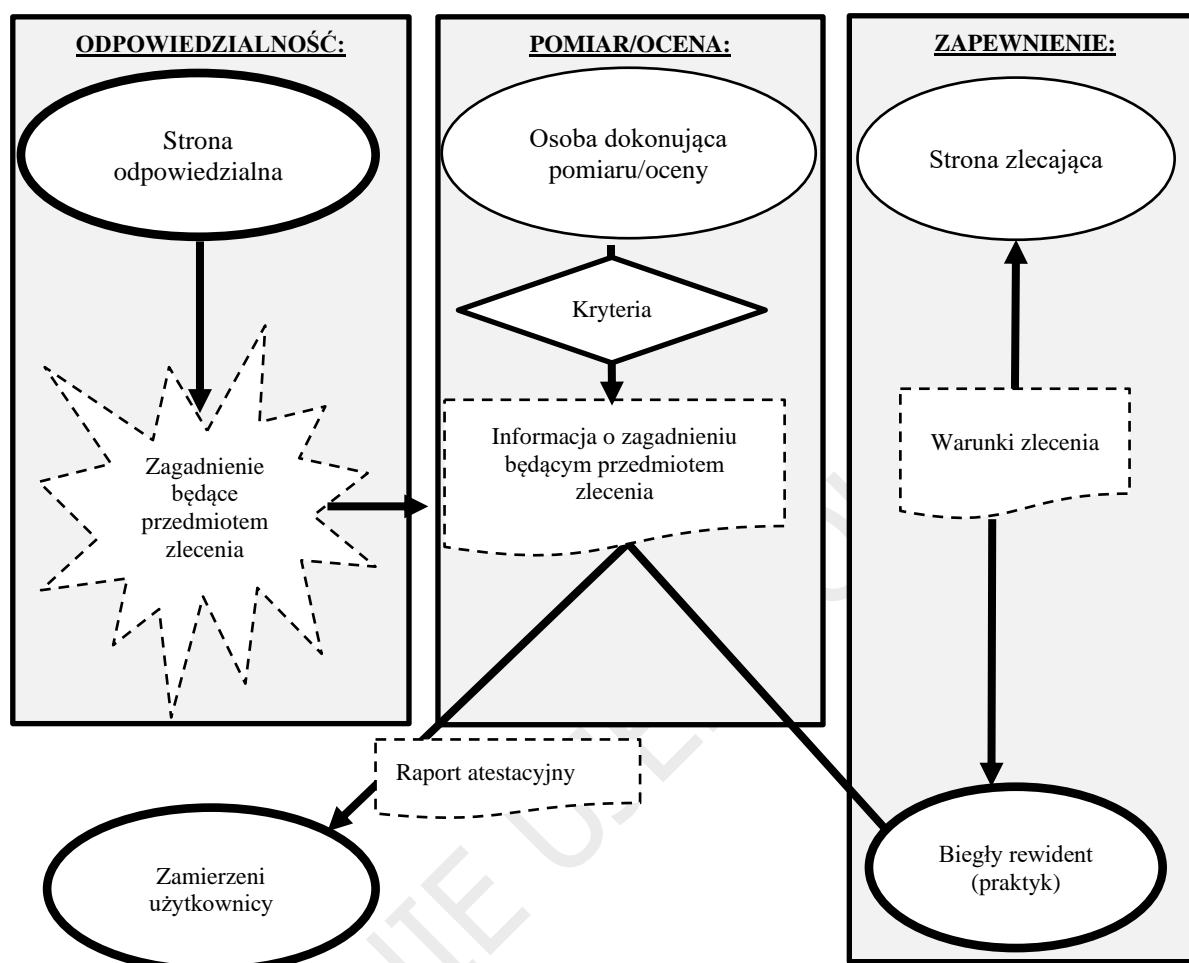 ODPOWIEDZIALNOŚĆ:
Strona
odpowiedzialna
Zagadnienie
będące
przedmiotem
zlecenia
POMIAR/OCENA:
Osoba dokonująca
pomiaru/oceny
Kryteria
Informacja o zagadnieniu
będącym przedmiotem
zlecenia
ZAPEWNIENIE:
Strona zlecająca
Warunki zlecenia
Raport atestacyjny
Zamierzeni
użytkownicy
Biegły rewident
(praktyk)